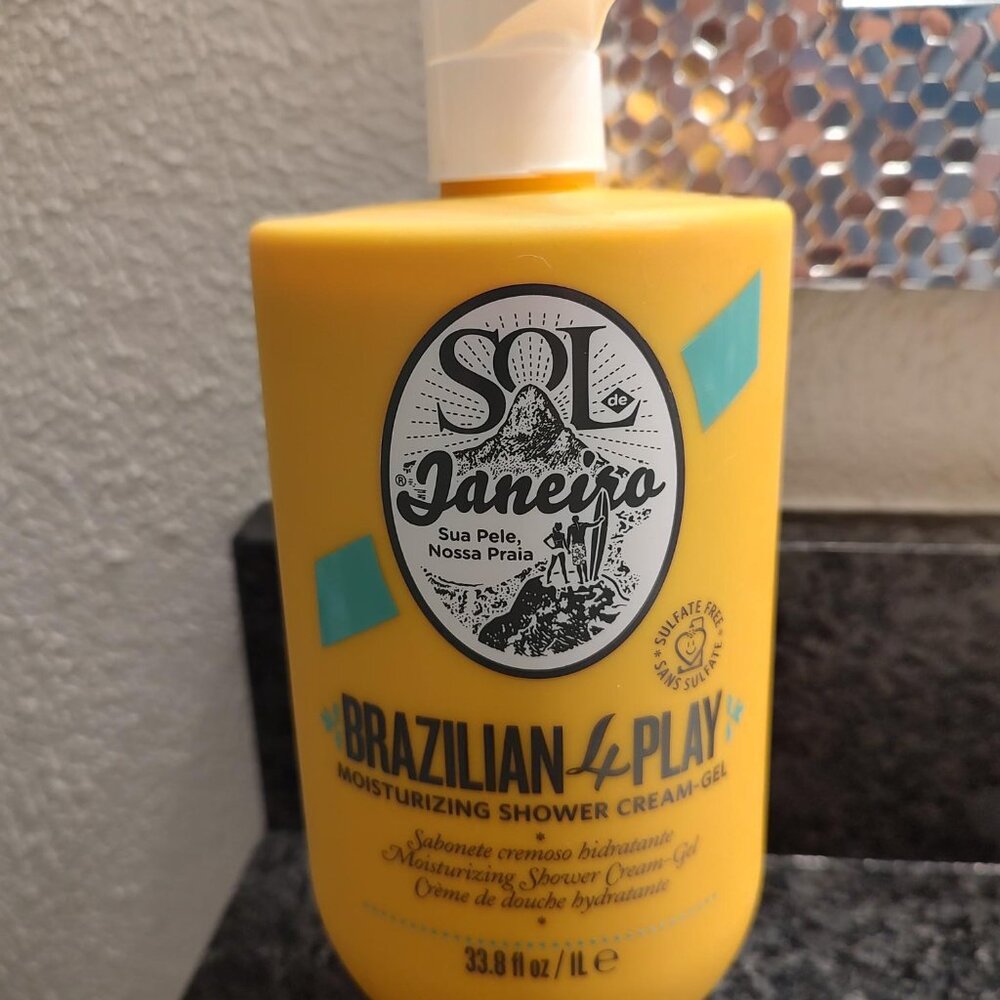 SOL
de
® Janeiro
Sua Pele,
Nossa Praia
* SULFATE FREE * SANS SULFATE
BRAZILIAN 4 PLAY
MOISTURIZING SHOWER CREAM-GEL
*
Sabonete cremoso hidratante
Moisturizing Shower Cream-Gel
Crème de douche hydratante
*
33.8 fl oz / 1L ℮